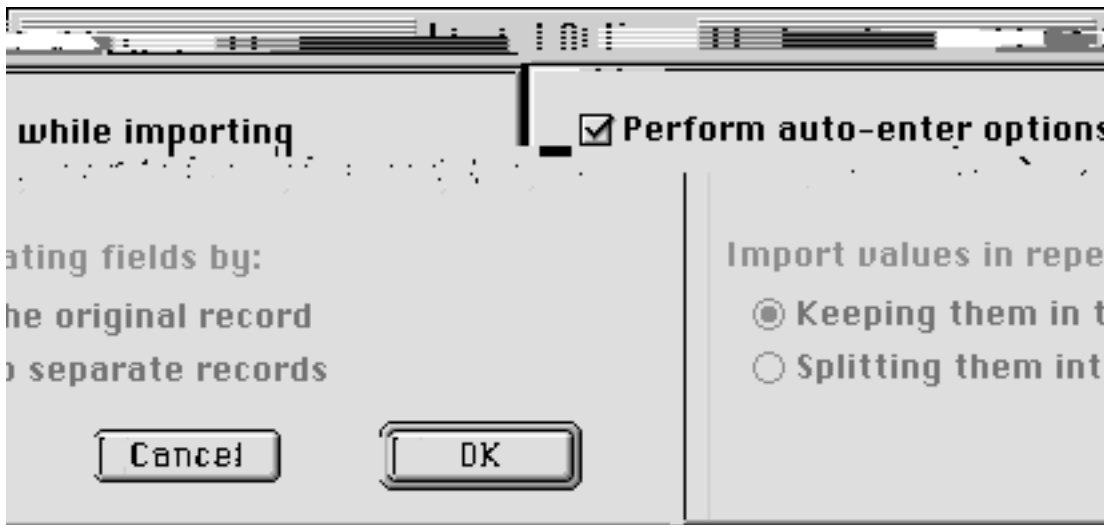 while importing
Perform auto-enter options
ating fields by:
Import values in repe
he original record
Keeping them in t
separate records
Splitting them int
Cancel
OK